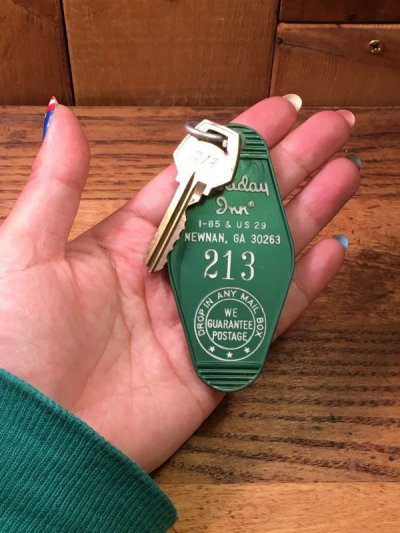 213
Inn®
I-85 & US 29
NEWNAN, GA 30263
213
DROP IN ANY MAIL BOX
WE
GUARANTEE
POSTAGE